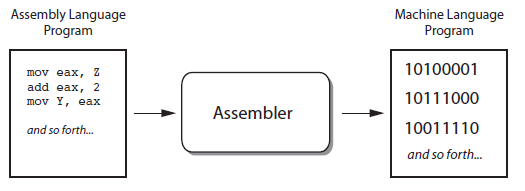 Assembly Language
Program
mov eax, Z
add eax, 2
mov Y, eax
and so forth...
Assembler
Machine Language
Program
10100001
10111000
10011110
and so forth...